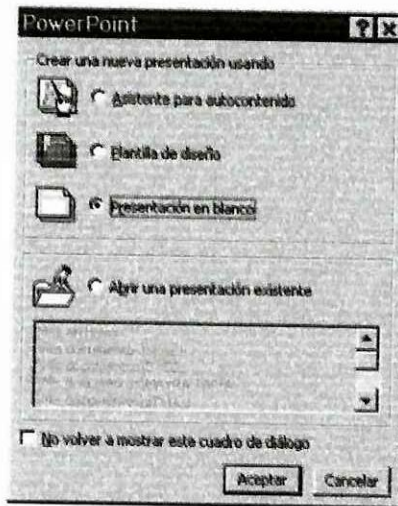 PowerPoint
Crear una nueva presentación usando
Asistente para autocontenido
Plantilla de diseño
Presentación en blanco
Abrir una presentación existente
No volver a mostrar este cuadro de diálogo
Aceptar
Cancelar